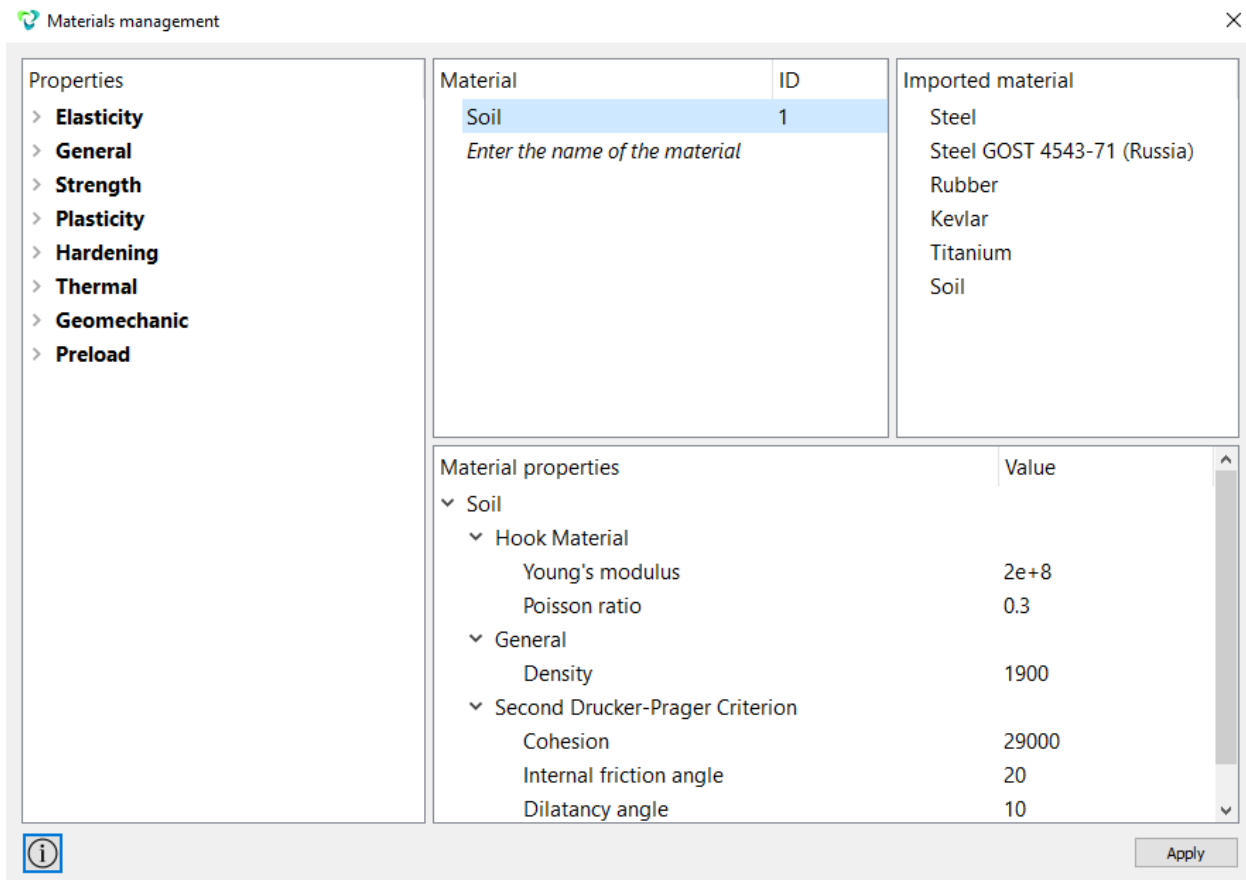 Materials management
Properties
Elasticity
General
Strength
Plasticity
Hardening
Thermal
Geomechanic
Preload
Material ID
Soil 1
Enter the name of the material
Imported material
Steel
Steel GOST 4543-71 (Russia)
Rubber
Kevlar
Titanium
Soil
Material properties Value
Soil
Hook Material
Young's modulus 2e+8
Poisson ratio 0.3
General
Density 1900
Second Drucker-Prager Criterion
Cohesion 29000
Internal friction angle 20
Dilatancy angle 10
Apply